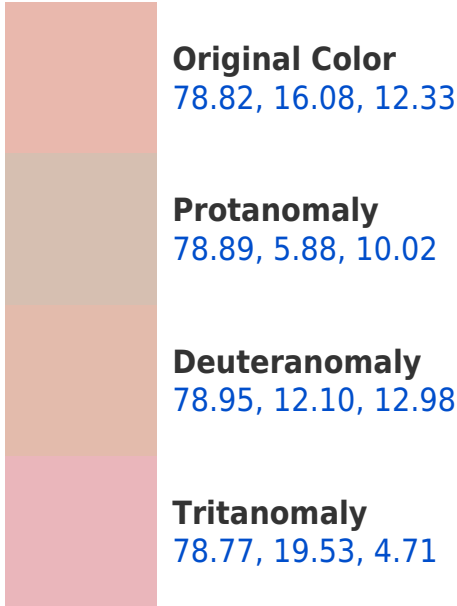 Original Color
78.82, 16.08, 12.33
Protanomaly
78.89, 5.88, 10.02
Deuteranomaly
78.95, 12.10, 12.98
Tritanomaly
78.77, 19.53, 4.71